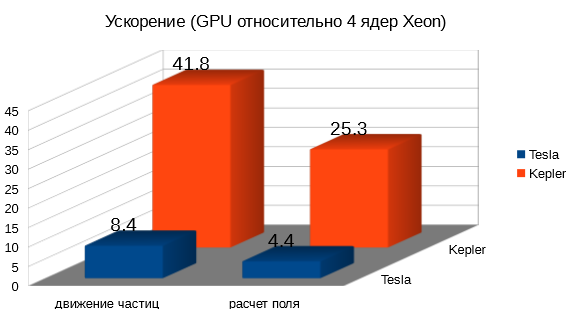 Ускорение (GPU относительно 4 ядер Xeon)
41.8
25.3
8.4
4.4
45
40
35
30
25
20
15
10
5
0
Tesla
Kepler
Kepler
Tesla
движение частиц
расчет поля